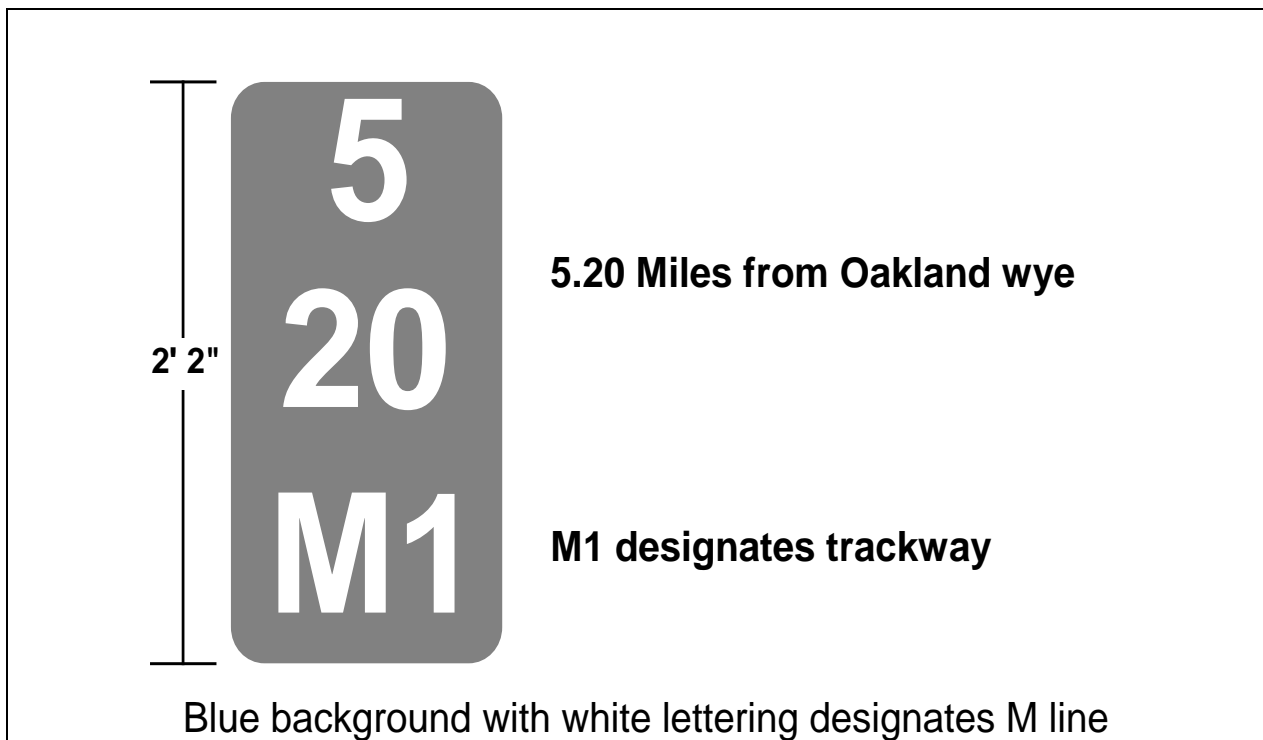 5
5.20 Miles from Oakland wye
20
2' 2"
M1
M1 designates trackway
Blue background with white lettering designates M line